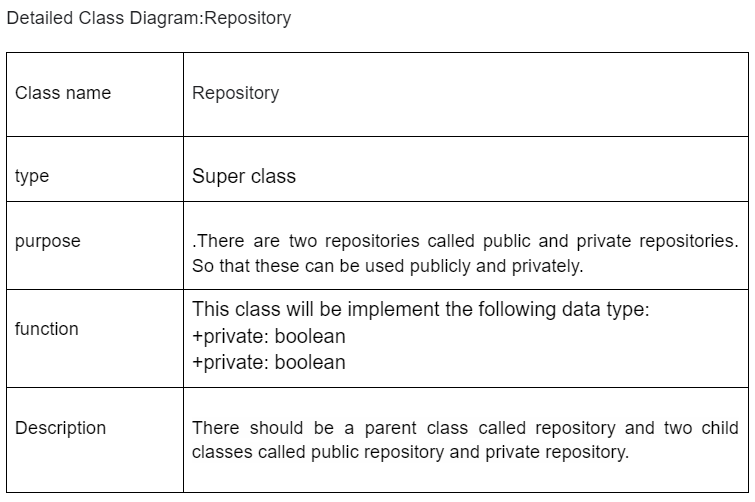 Detailed Class Diagram:Repository
Class name
Repository
type
Super class
purpose
.There are two repositories called public and private repositories.
So that these can be used publicly and privately.
function
This class will be implement the following data type:
+private: boolean
+private: boolean
Description
There should be a parent class called repository and two child
classes called public repository and private repository.